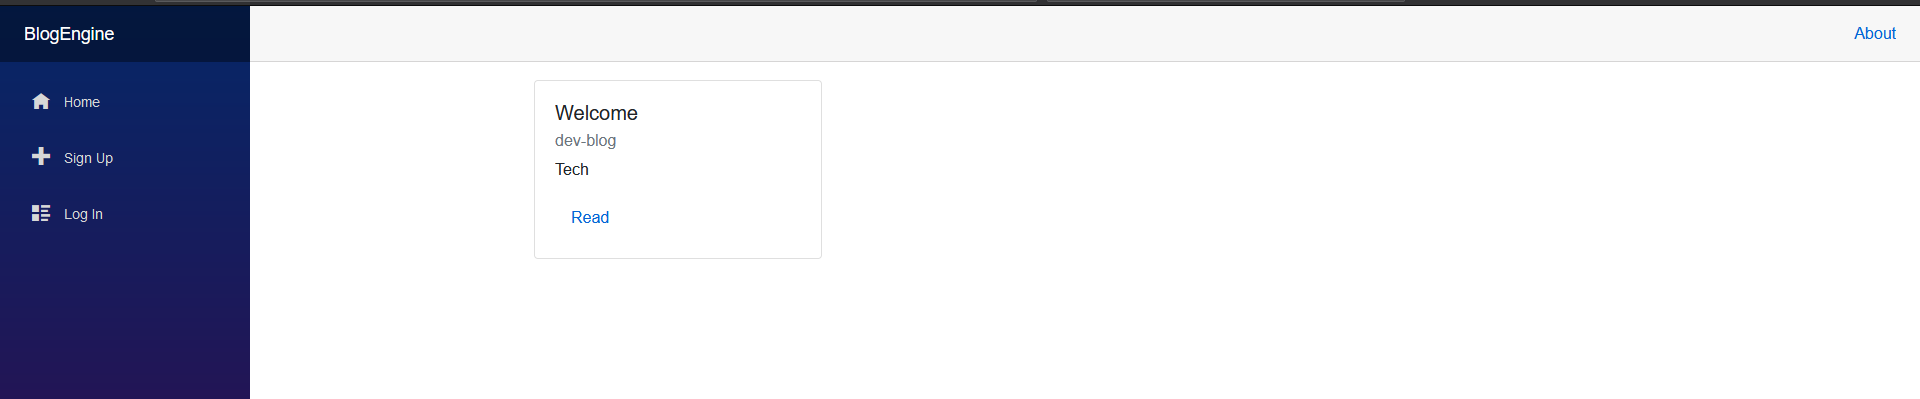 BlogEngine
About
Home
Sign Up
Log In
Welcome
dev-blog
Tech
Read